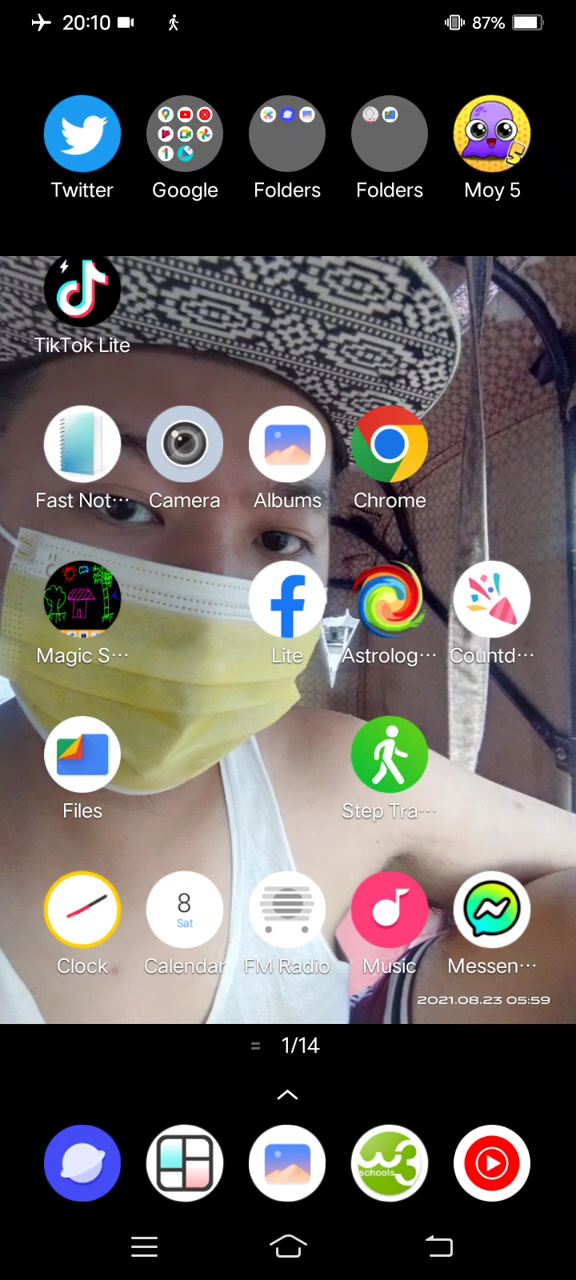 20:10 87%
Twitter Google Folders Folders Moy 5
TikTok Lite
Fast Not··· Camera Albums Chrome
Magic S··· Lite Astrolog··· Countd···
Files Step Tra···
8
Sat
Clock Calendar FM Radio Music Messen···
2021.08.23 05:59
1/14
w3
schools